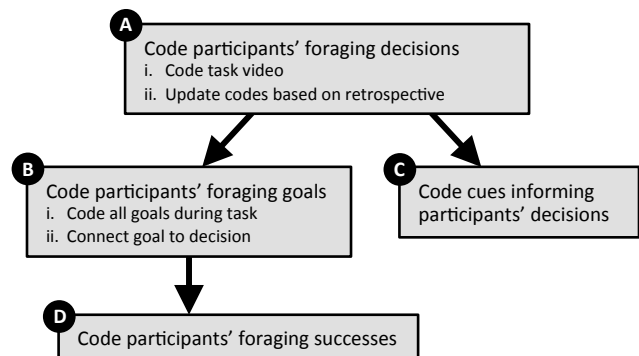 A
Code participants’ foraging decisions
i. Code task video
ii. Update codes based on retrospective
B
Code participants’ foraging goals
i. Code all goals during task
ii. Connect goal to decision
C
Code cues informing
participants’ decisions
D
Code participants’ foraging successes